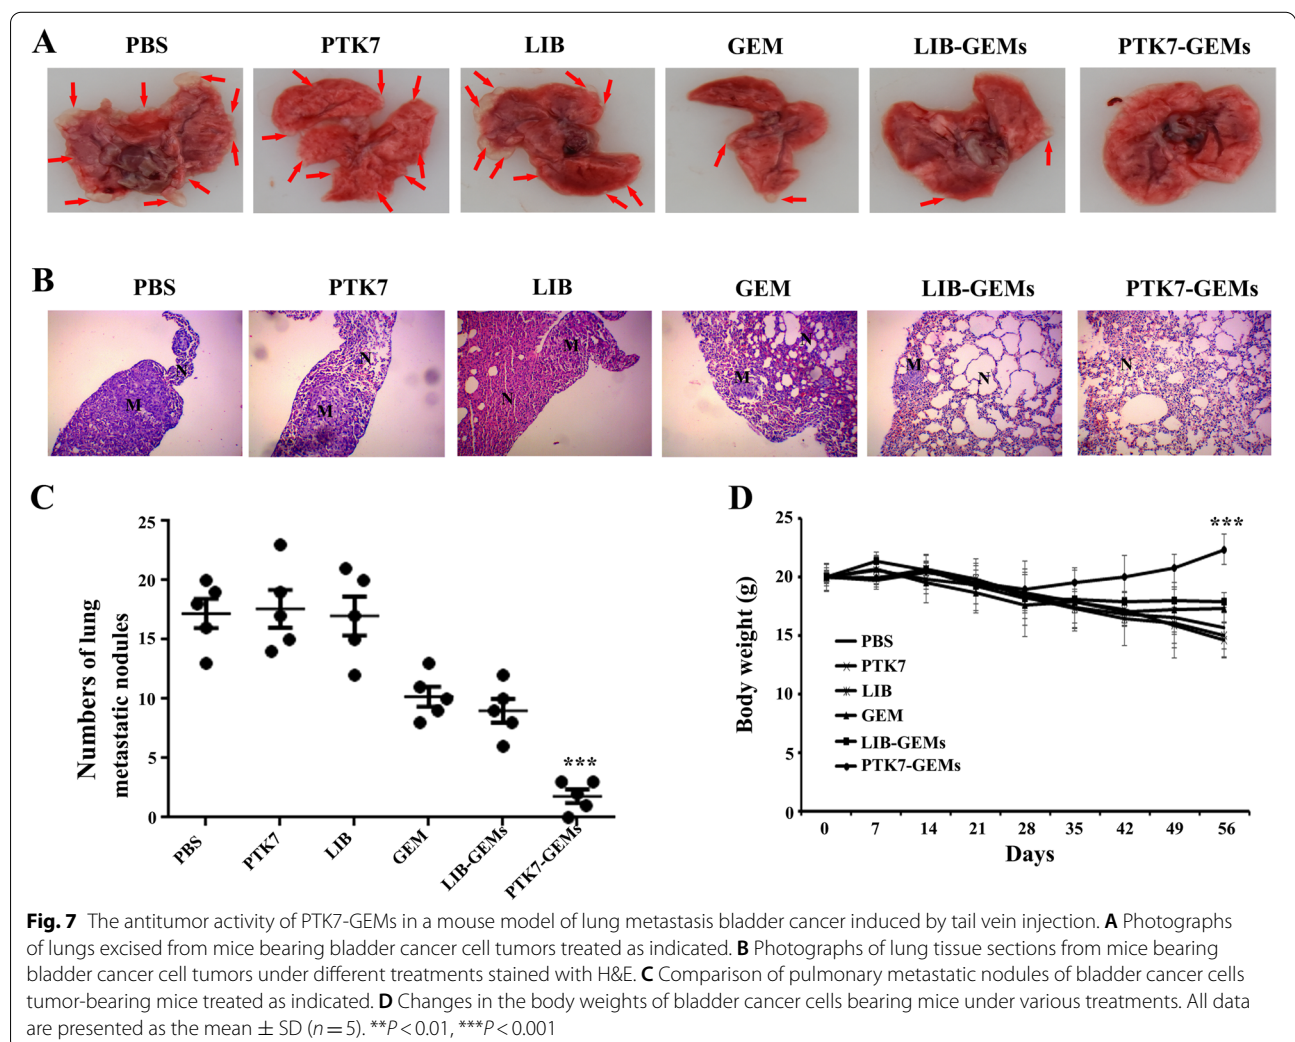 A
PBS PTK7 LIB GEM LIB-GEMs PTK7-GEMs
B
PBS PTK7 LIB GEM LIB-GEMs PTK7-GEMs
M N
M N
M N
M N
M N
N
C
Numbers of lung
metastatic nodules
25
20
15
10
5
0
***
PBS PTK7 LIB GEM LIB-GEMs PTK7-GEMs
D
Body weight (g)
25
20
15
10
5
0
***
PBS
PTK7
LIB
GEM
LIB-GEMs
PTK7-GEMs
0 7 14 21 28 35 42 49 56
Days
Fig. 7 The antitumor activity of PTK7-GEMs in a mouse model of lung metastasis bladder cancer induced by tail vein injection. A Photographs
of lungs excised from mice bearing bladder cancer cell tumors treated as indicated. B Photographs of lung tissue sections from mice bearing
bladder cancer cell tumors under different treatments stained with H&E. C Comparison of pulmonary metastatic nodules of bladder cancer cells
tumor-bearing mice treated as indicated. D Changes in the body weights of bladder cancer cells bearing mice under various treatments. All data
are presented as the mean ± SD (n = 5). **P < 0.01, ***P < 0.001